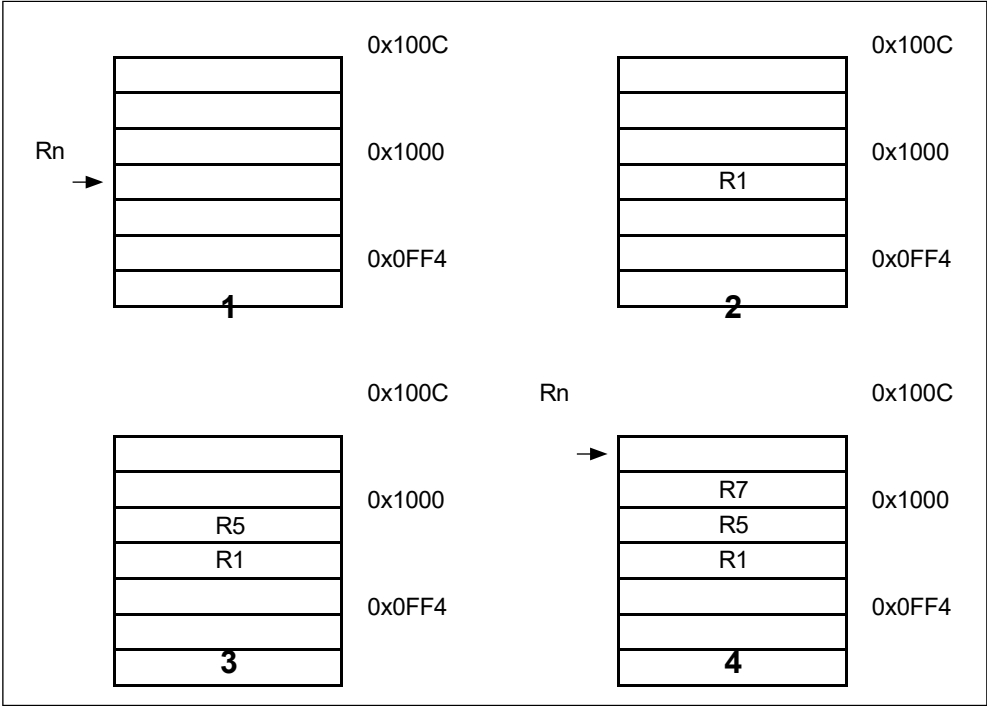 0x100C 0x100C
Rn 0x1000 0x1000
R1
0x0FF4 0x0FF4
1 2
0x100C Rn 0x100C
R7
0x1000 0x1000
R5 R5
R1 R1
0x0FF4 0x0FF4
3 4